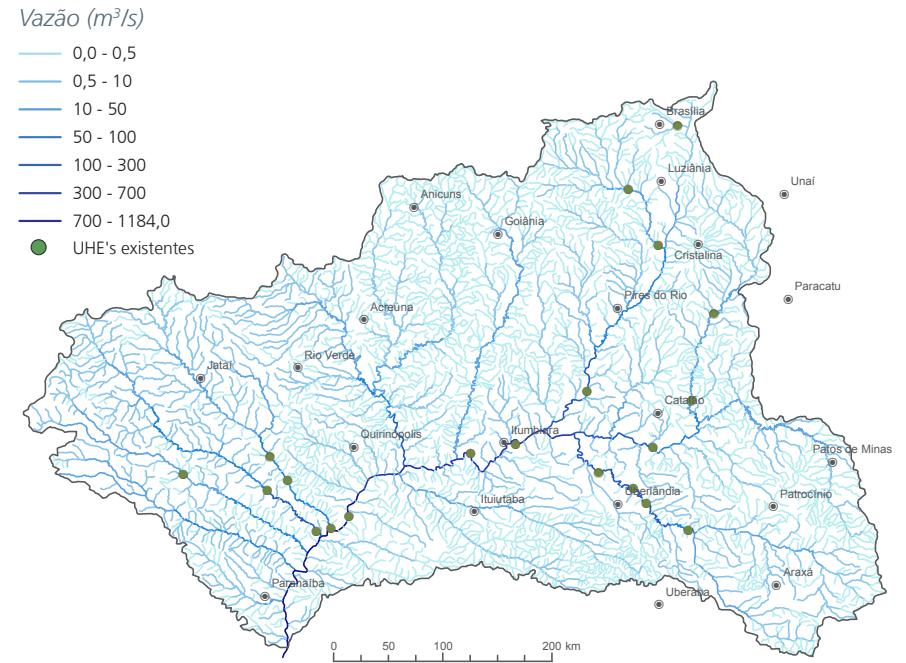 Vazão (m³/s)
0,0 - 0,5
0,5 - 10
10 - 50
50 - 100
100 - 300
300 - 700
700 - 1184,0
UHE's existentes
Brasília
Luziânia
Unaí
Anicuns
Goiânia
Cristalina
Paracatu
Pires do Rio
Acreúna
Rio Verde
Jataí
Catalão
Itumbiara
Quirinópolis
Patos de Minas
Uberlândia
Patrocínio
Ituiutaba
Araxá
Paranaíba
Uberaba
0 50 100 200 km